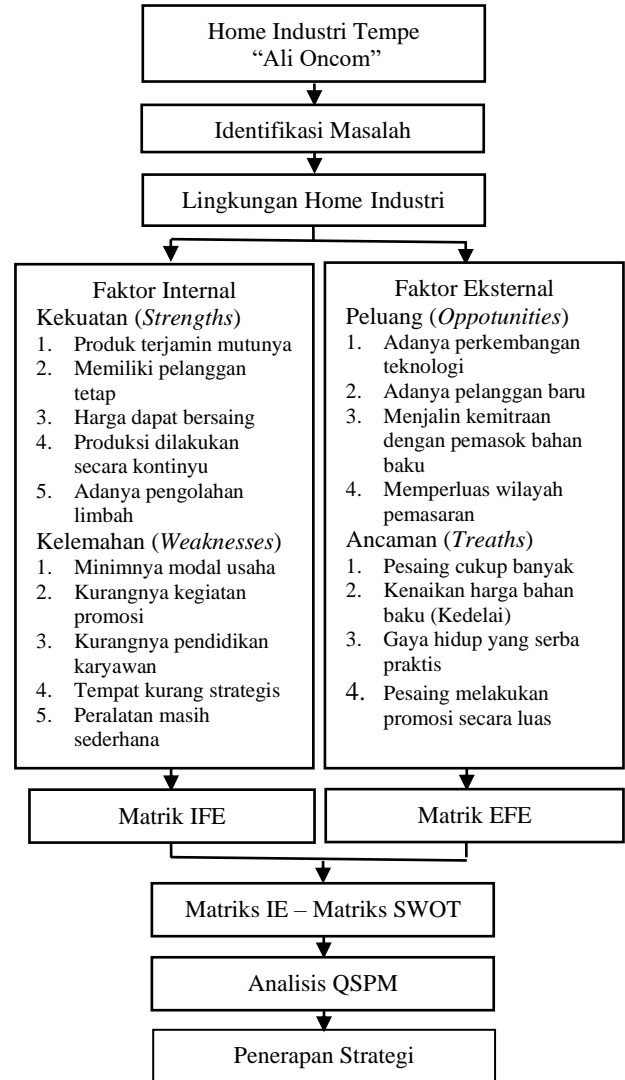 Home Industri Tempe
“Ali Oncom”
Identifikasi Masalah
Lingkungan Home Industri
Faktor Internal
Kekuatan (Strengths)
1. Produk terjamin mutunya
2. Memiliki pelanggan
tetap
3. Harga dapat bersaing
4. Produksi dilakukan
secara kontinyu
5. Adanya pengolahan
limbah
Kelemahan (Weaknesses)
1. Minimnya modal usaha
2. Kurangnya kegiatan
promosi
3. Kurangnya pendidikan
karyawan
4. Tempat kurang strategis
5. Peralatan masih
sederhana
Faktor Eksternal
Peluang (Oppotunities)
1. Adanya perkembangan
teknologi
2. Adanya pelanggan baru
3. Menjalin kemitraan
dengan pemasok bahan
baku
4. Memperluas wilayah
pemasaran
Ancaman (Treaths)
1. Pesaing cukup banyak
2. Kenaikan harga bahan
baku (Kedelai)
3. Gaya hidup yang serba
praktis
4. Pesaing melakukan
promosi secara luas
Matrik IFE
Matrik EFE
Matriks IE – Matriks SWOT
Analisis QSPM
Penerapan Strategi